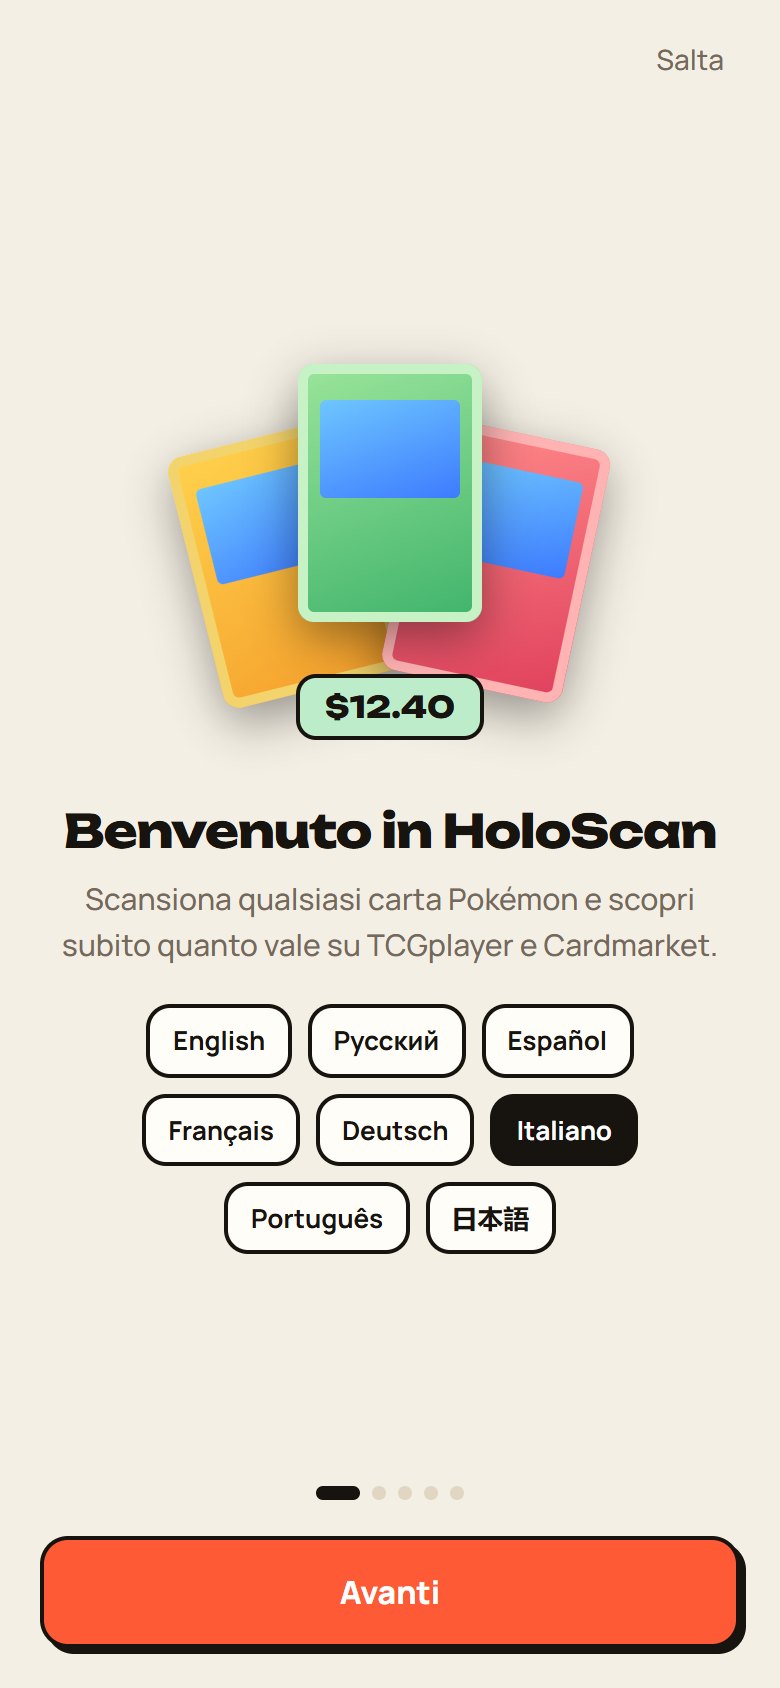 Salta
$12.40
Benvenuto in HoloScan
Scansiona qualsiasi carta Pokémon e scopri
subito quanto vale su TCGplayer e Cardmarket.
English Русский Español
Français Deutsch Italiano
Português 日本語
Avanti